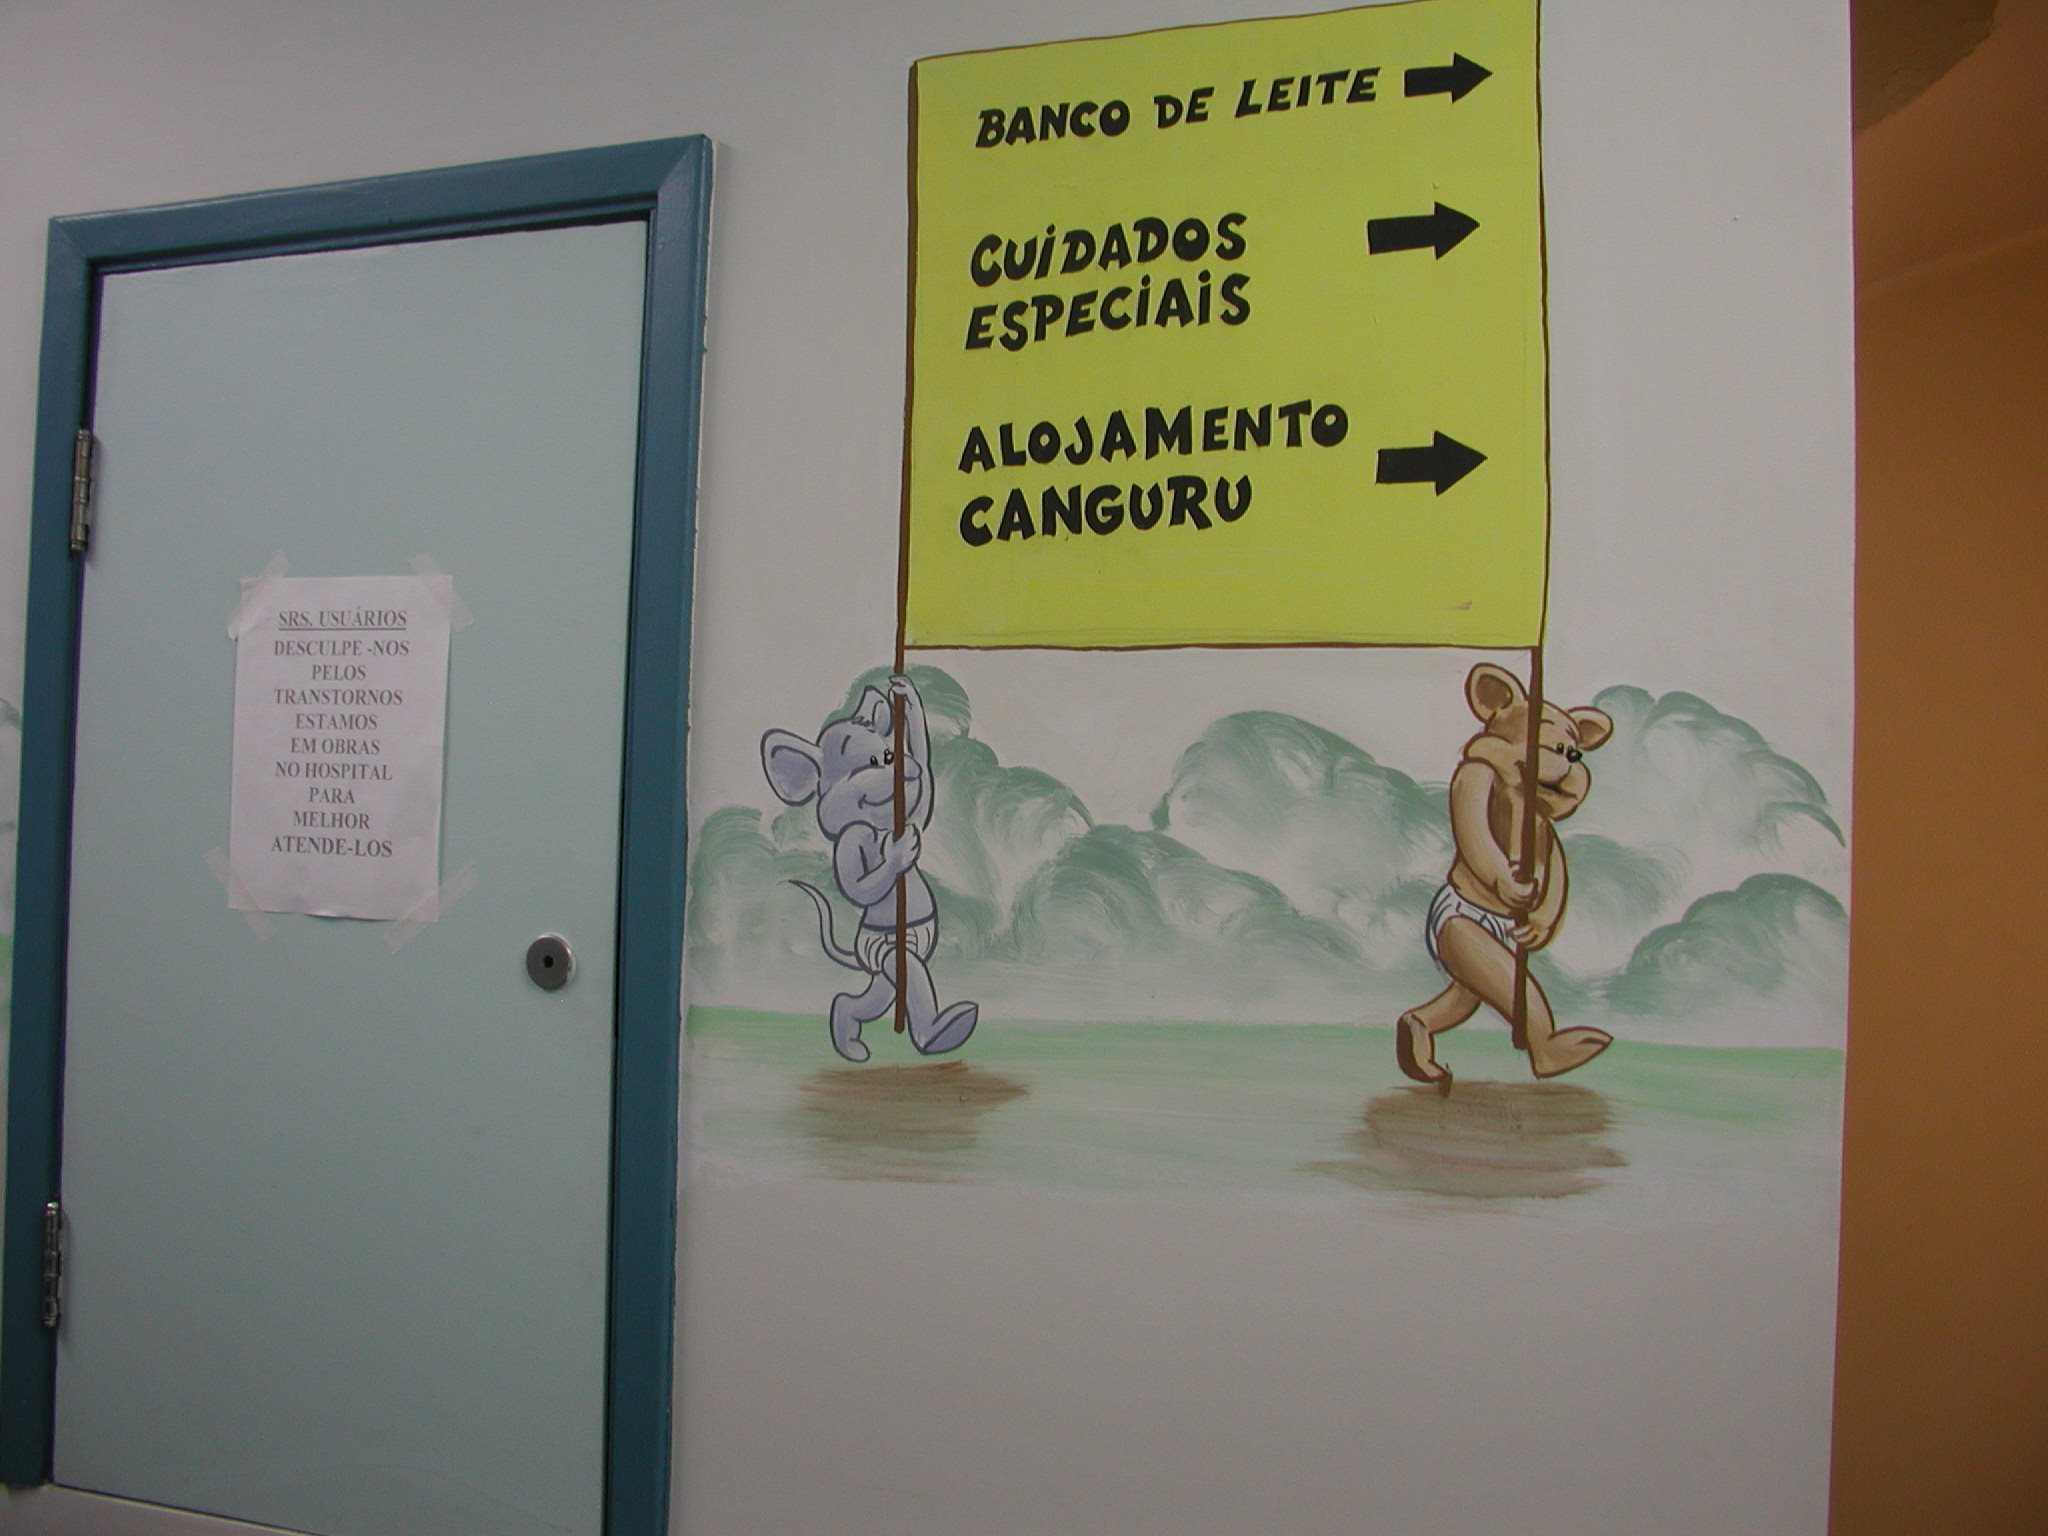 BANCO DE LEITE
CUIDADOS
ESPECIAIS
ALOJAMENTO
CANGURU
SRS. USUÁRIOS
DESCULPE -NOS
PELOS
TRANSTORNOS
ESTAMOS
EM OBRAS
NO HOSPITAL
PARA
MELHOR
ATENDE-LOS